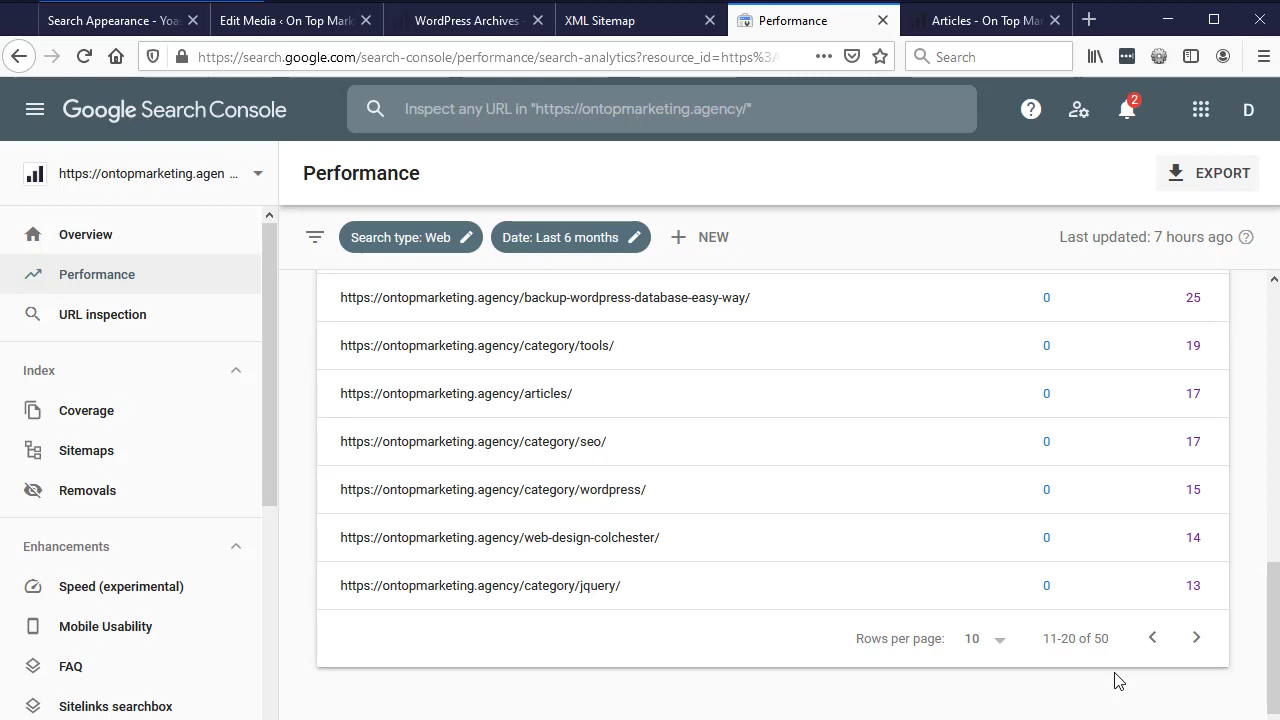 Search Appearance - Yoas
Edit Media ‹ On Top Mark
WordPress Archives -
XML Sitemap
Performance
Articles - On Top Mar
https://search.google.com/search-console/performance/search-analytics?resource_id=https%3A
Search
Google Search Console
Inspect any URL in "https://ontopmarketing.agency/"
2
D
https://ontopmarketing.agen ...
Performance
EXPORT
Overview
Performance
URL inspection
Index
Coverage
Sitemaps
Removals
Enhancements
Speed (experimental)
Mobile Usability
FAQ
Sitelinks searchbox
Search type: Web
Date: Last 6 months
NEW
Last updated: 7 hours ago
https://ontopmarketing.agency/backup-wordpress-database-easy-way/ 0 25
https://ontopmarketing.agency/category/tools/ 0 19
https://ontopmarketing.agency/articles/ 0 17
https://ontopmarketing.agency/category/seo/ 0 17
https://ontopmarketing.agency/category/wordpress/ 0 15
https://ontopmarketing.agency/web-design-colchester/ 0 14
https://ontopmarketing.agency/category/jquery/ 0 13
Rows per page: 10 11-20 of 50